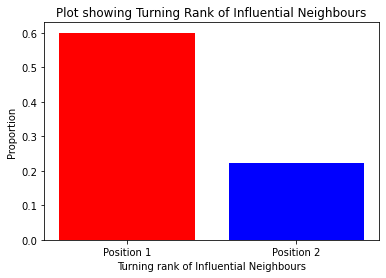 Plot showing Turning Rank of Influential Neighbours
0.6
0.5
0.4
0.3
0.2
0.1
0.0
Proportion
Position 1
Position 2
Turning rank of Influential Neighbours